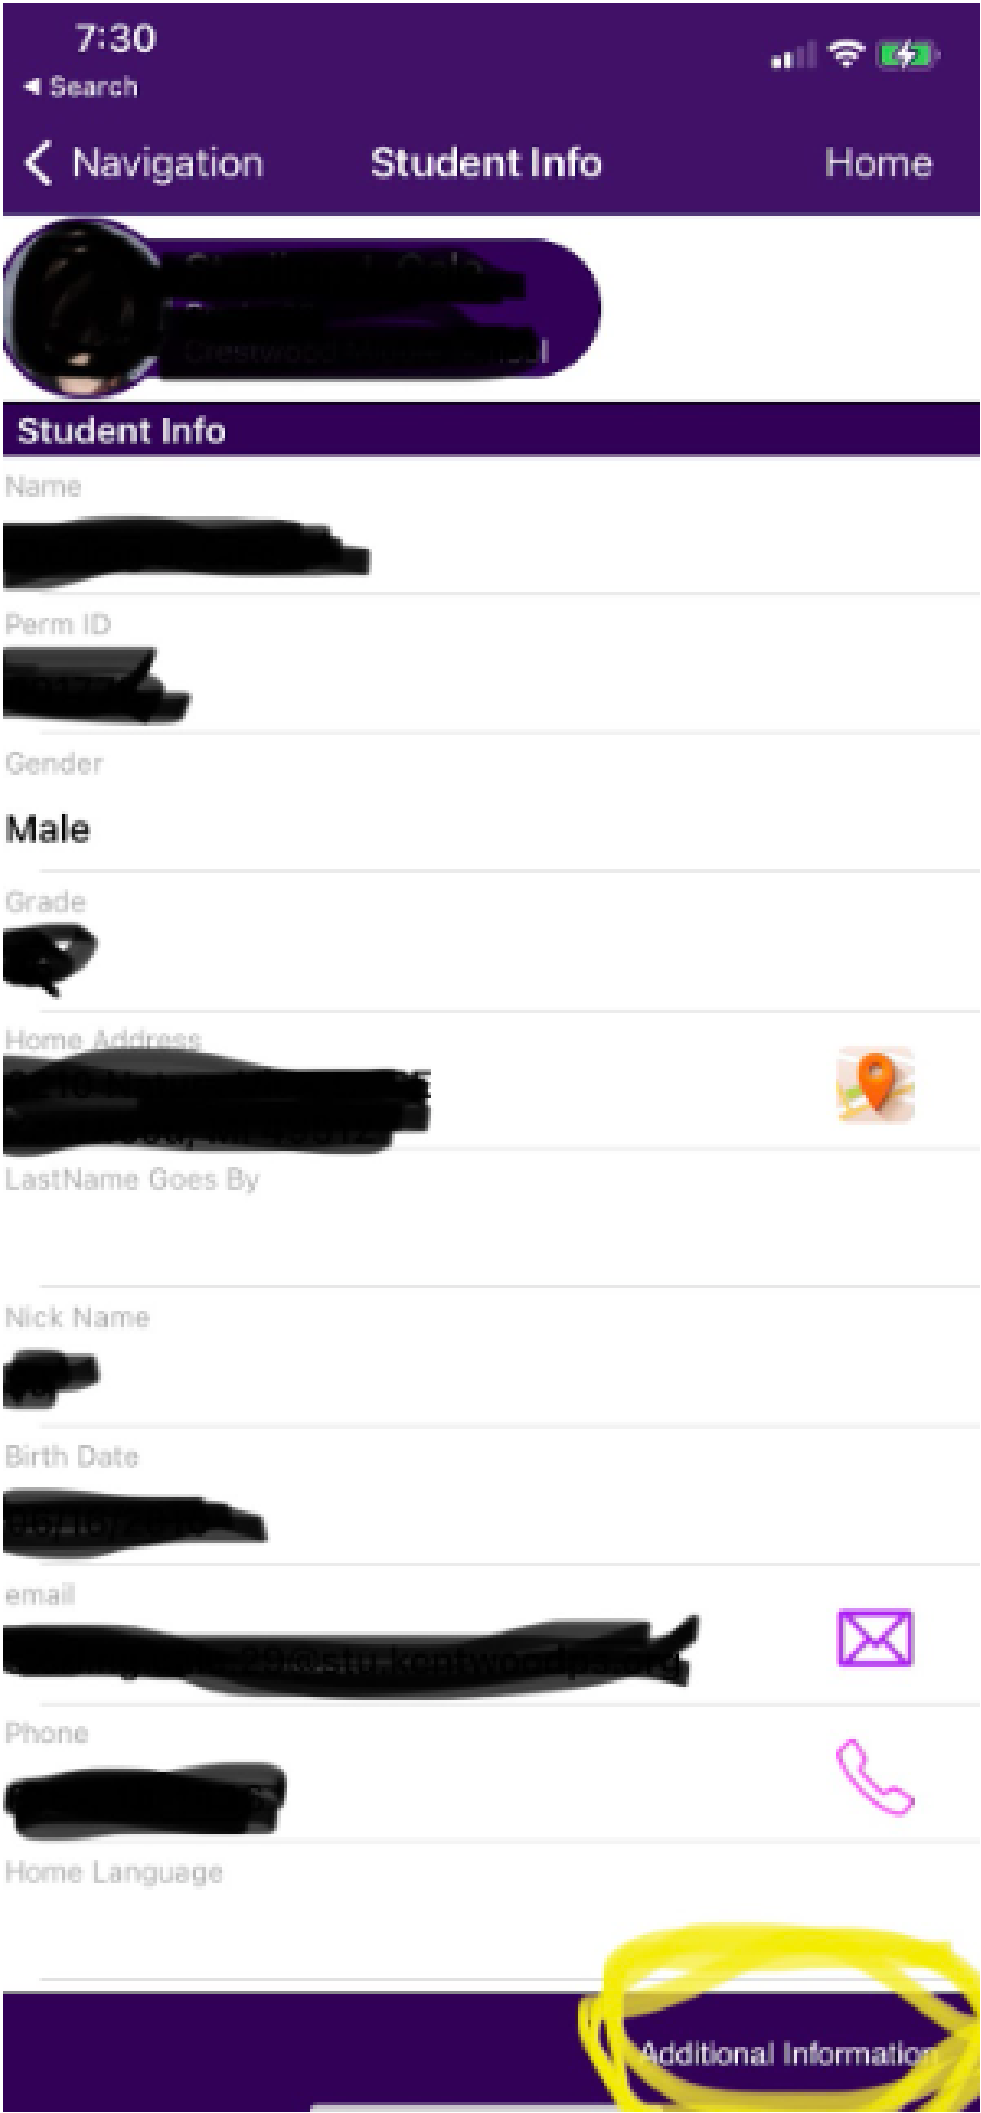 7:30
Search
Navigation
Student Info
Home
Student Info
Name
Perm ID
Gender
Male
Grade
Home Address
LastName Goes By
Nick Name
Birth Date
email
Phone
Home Language
Additional Information